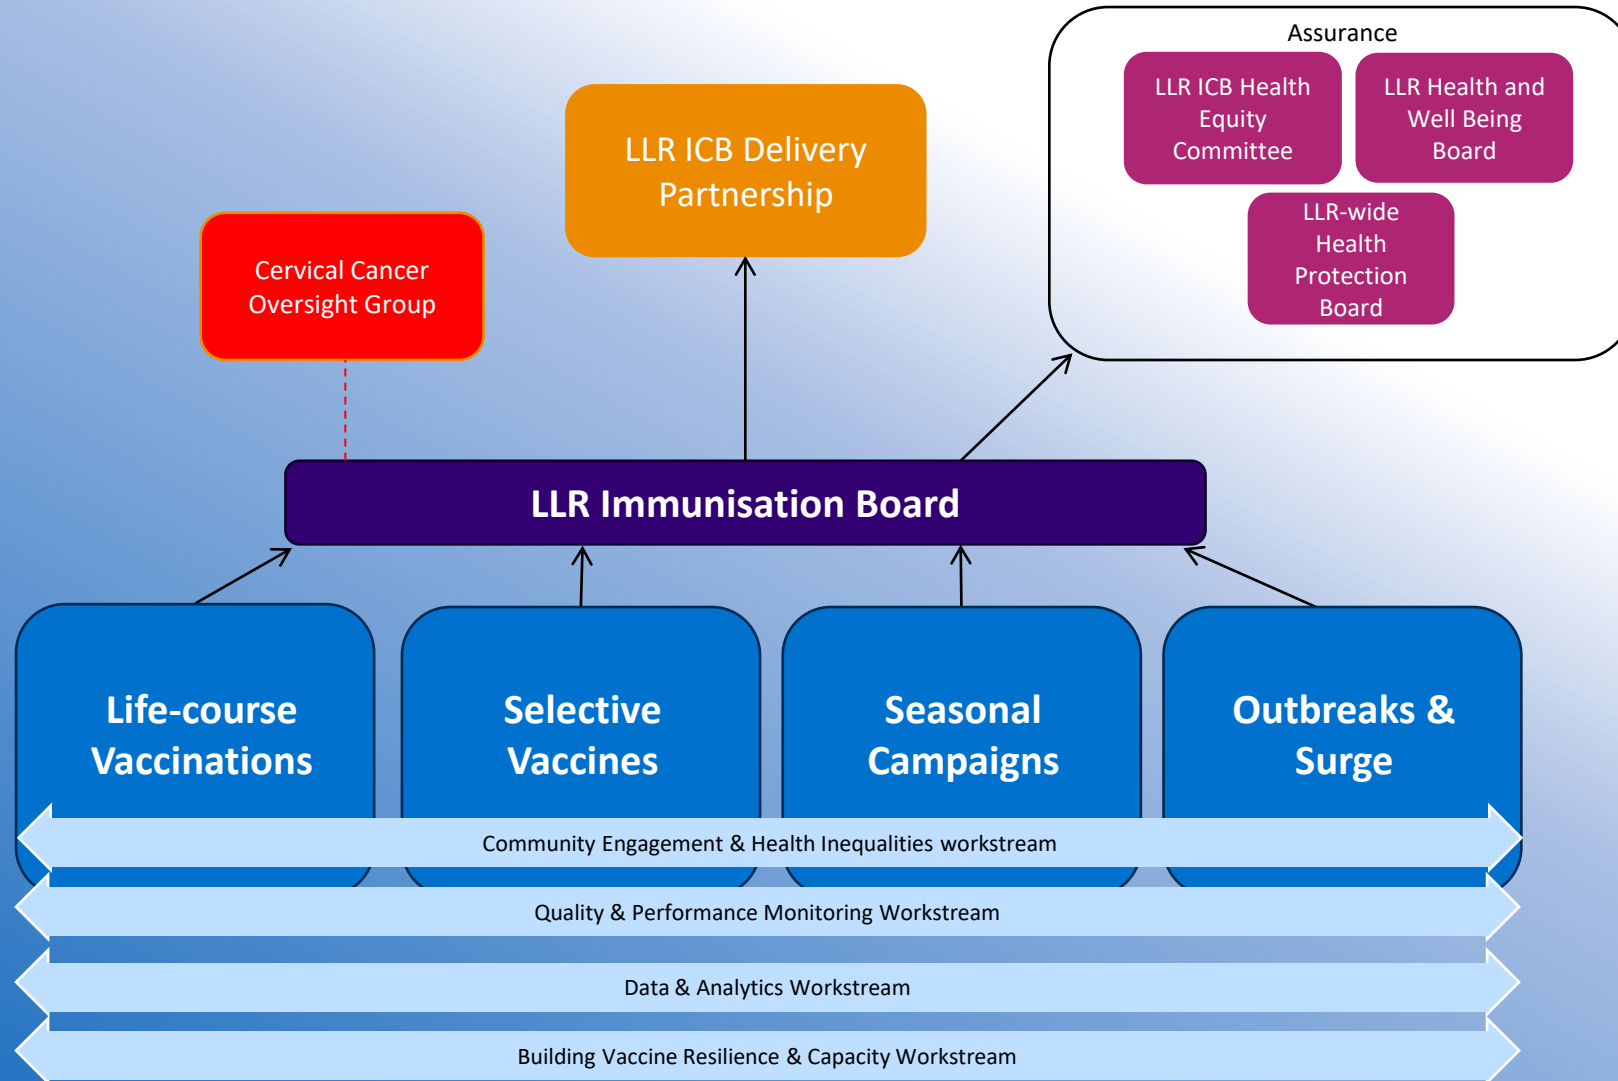 Assurance
LLR ICB Health
Equity
Committee
LLR Health and
Well Being
Board
LLR-wide
Health
Protection
Board
LLR ICB Delivery
Partnership
Cervical Cancer
Oversight Group
LLR Immunisation Board
Life-course
Vaccinations
Selective
Vaccines
Seasonal
Campaigns
Outbreaks &
Surge
Community Engagement & Health Inequalities workstream
Quality & Performance Monitoring Workstream
Data & Analytics Workstream
Building Vaccine Resilience & Capacity Workstream